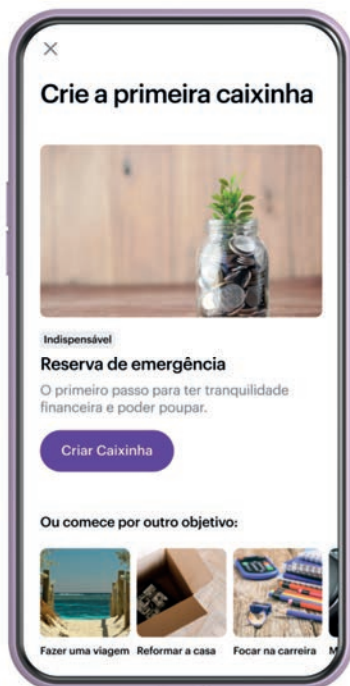 Crie a primeira caixinha
Indispensável
Reserva de emergência
O primeiro passo para ter tranquilidade
financeira e poder poupar.
Criar Caixinha
Ou comece por outro objetivo:
Fazer uma viagem
Reformar a casa
Focar na carreira
M